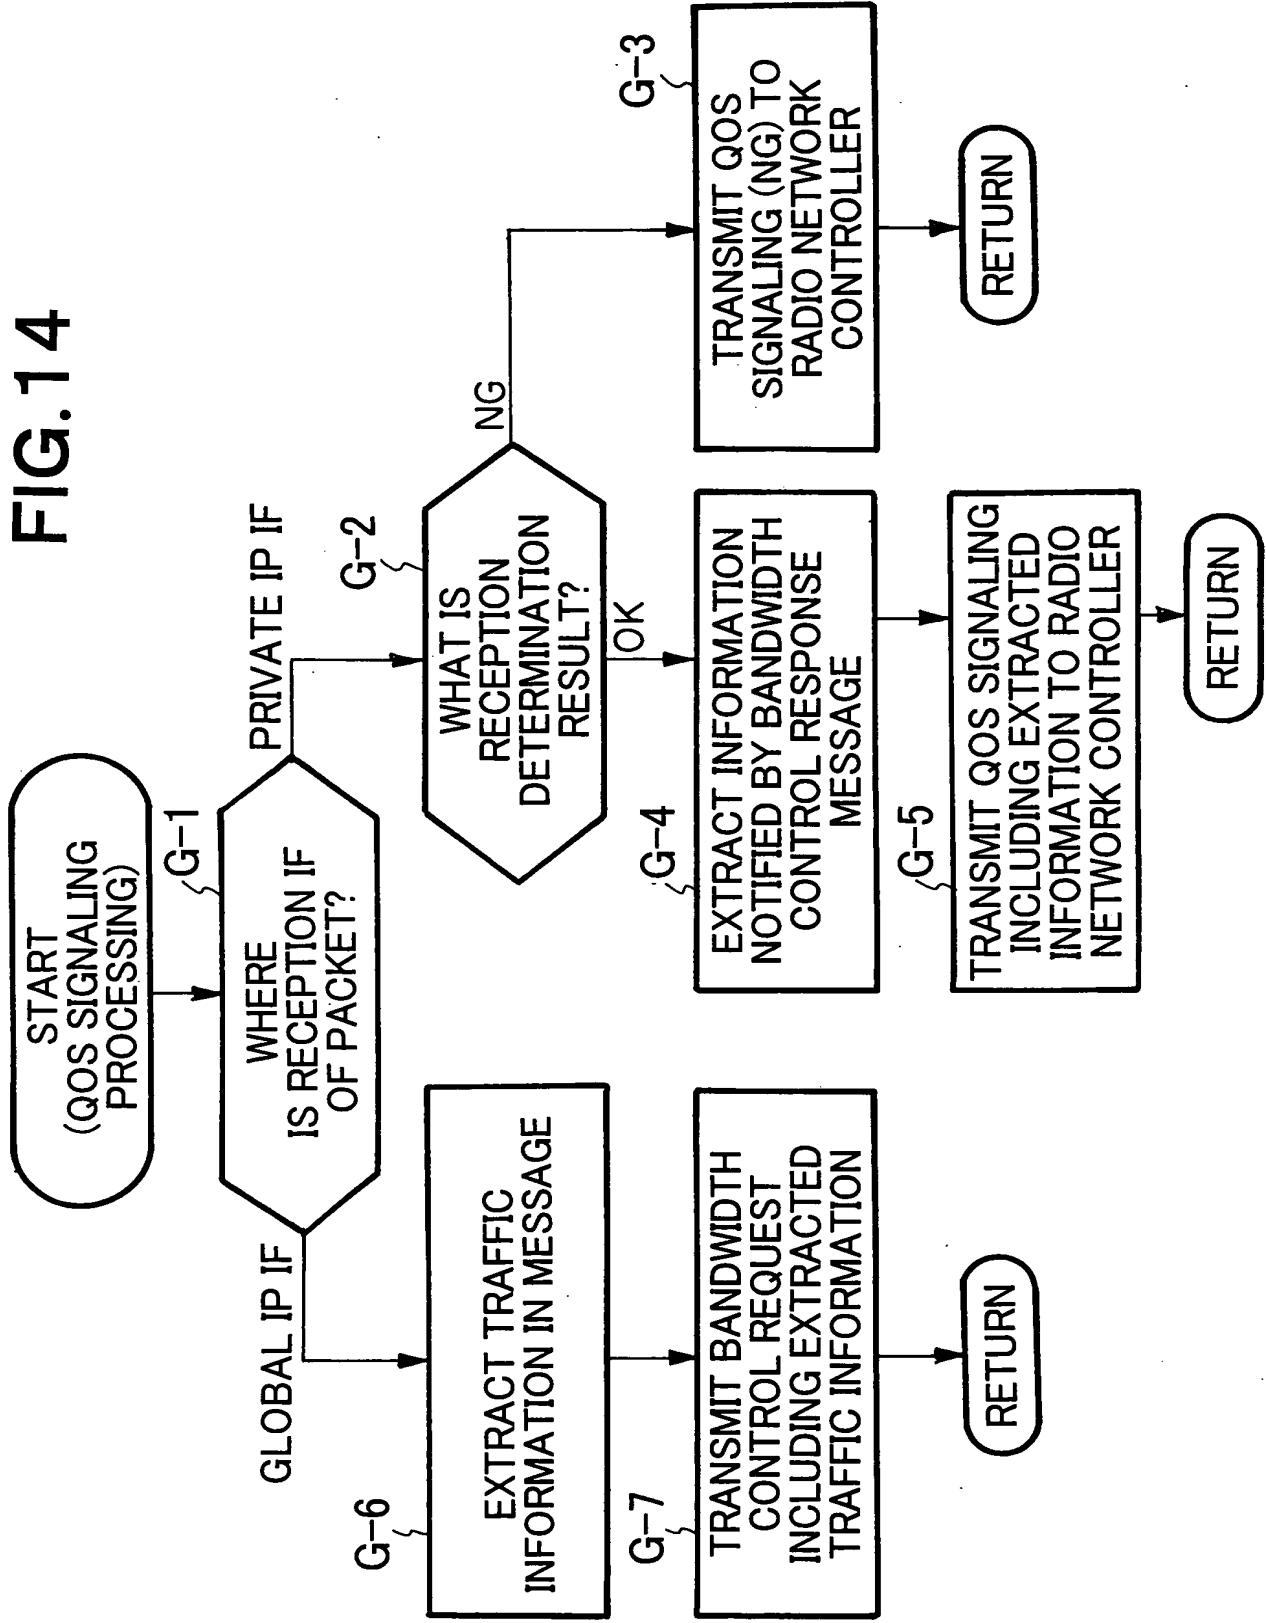 FIG.14
START
(QOS SIGNALING
PROCESSING)
G-1
WHERE
IS RECEPTION IF
OF PACKET?
GLOBAL IP IF
PRIVATE IP IF
G-6
EXTRACT TRAFFIC
INFORMATION IN MESSAGE
G-7
TRANSMIT BANDWIDTH
CONTROL REQUEST
INCLUDING EXTRACTED
TRAFFIC INFORMATION
RETURN
G-2
WHAT IS
RECEPTION
DETERMINATION
RESULT?
OK
NG
G-4
EXTRACT INFORMATION
NOTIFIED BY BANDWIDTH
CONTROL RESPONSE
MESSAGE
G-5
TRANSMIT QOS SIGNALING
INCLUDING EXTRACTED
INFORMATION TO RADIO
NETWORK CONTROLLER
RETURN
G-3
TRANSMIT QOS
SIGNALING (NG) TO
RADIO NETWORK
CONTROLLER
RETURN